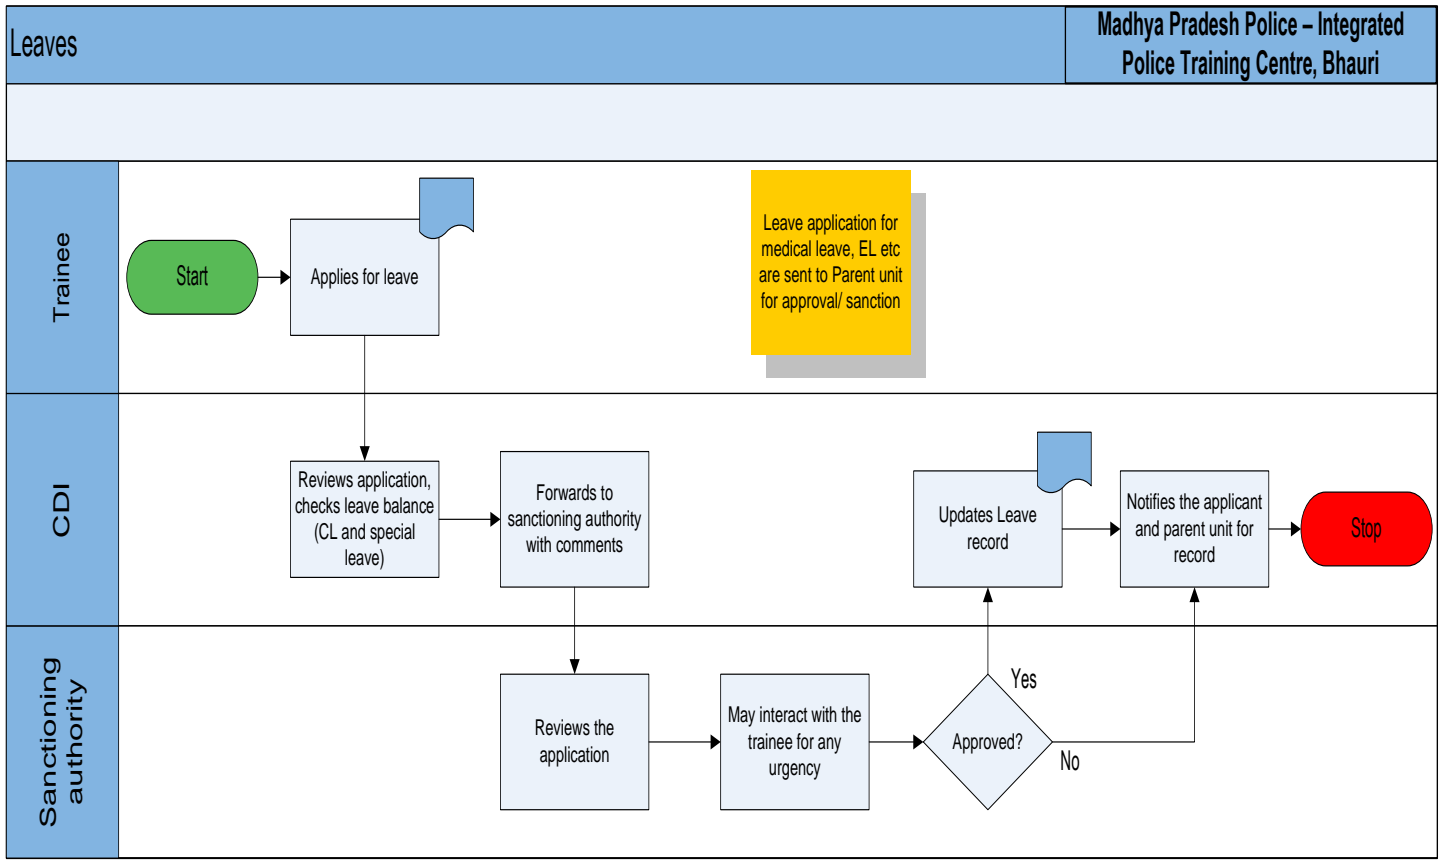 Leaves
Madhya Pradesh Police – Integrated
Police Training Centre, Bhauri
Trainee
Start
Applies for leave
Leave application for
medical leave, EL etc
are sent to Parent unit
for approval/ sanction
CDI
Reviews application,
checks leave balance
(CL and special
leave)
Forwards to
sanctioning authority
with comments
Updates Leave
record
Notifies the applicant
and parent unit for
record
Stop
Sanctioning
authority
Reviews the
application
May interact with the
trainee for any
urgency
Approved?
Yes
No